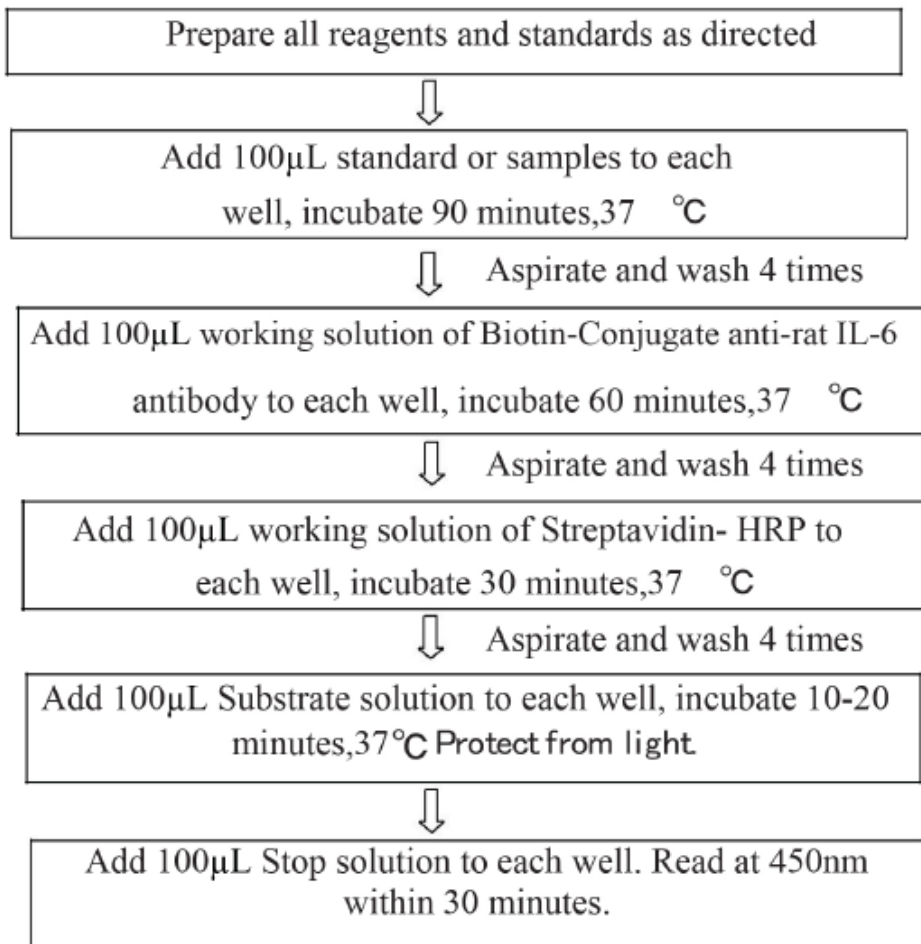 Prepare all reagents and standards as directed
Add 100µL standard or samples to each
well, incubate 90 minutes,37 ℃
Aspirate and wash 4 times
Add 100µL working solution of Biotin-Conjugate anti-rat IL-6
antibody to each well, incubate 60 minutes,37 ℃
Aspirate and wash 4 times
Add 100µL working solution of Streptavidin- HRP to
each well, incubate 30 minutes,37 ℃
Aspirate and wash 4 times
Add 100µL Substrate solution to each well, incubate 10-20
minutes,37℃ Protect from light.
Add 100µL Stop solution to each well. Read at 450nm
within 30 minutes.